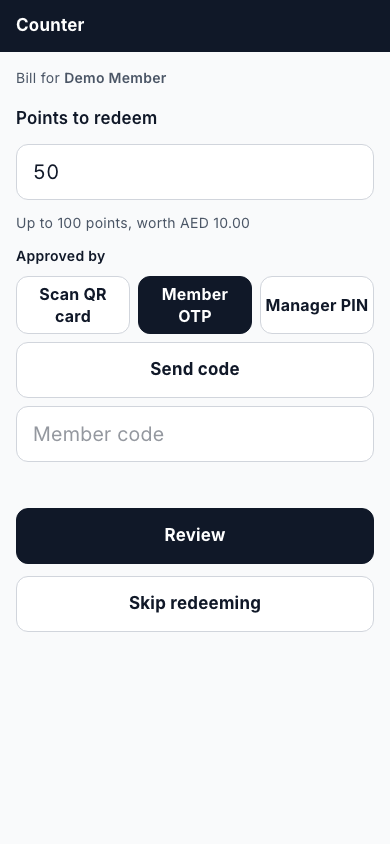 Counter
Bill for Demo Member
Points to redeem
50
Up to 100 points, worth AED 10.00
Approved by
Scan QR
card
Member
OTP
Manager PIN
Send code
Member code
Review
Skip redeeming